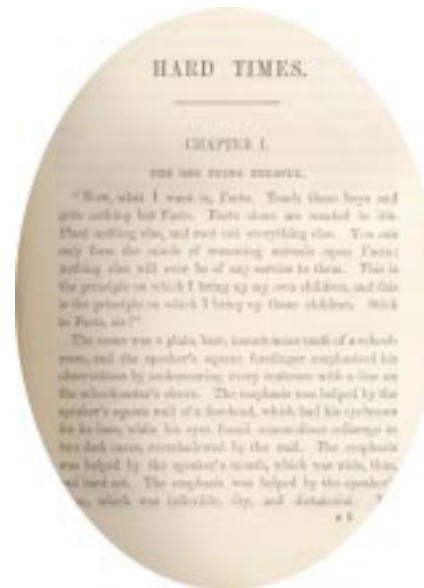 HARD TIMES.
CHAPTER I.
THE ONE THING NEEDFUL.
"Now, what I want is, Facts. Teach these boys and
girls nothing but Facts. Facts alone are wanted in life.
Plant nothing else, and root out everything else. You can
only form the minds of reasoning animals upon Facts:
nothing else will ever be of any service to them. This is
the principle on which I bring up my own children, and this
is the principle on which I bring up these children. Stick
to Facts, sir!"
The scene was a plain, bare, monotonous vault of a school-
room, and the speaker's square forefinger emphasized his
observations by underscoring every sentence with a line on
the schoolmaster's sleeve. The emphasis was helped by the
speaker's square wall of a forehead, which had his eyebrows
for its base, while his eyes found commodious cellarage in
two dark caves, overshadowed by the wall. The emphasis
was helped by the speaker's mouth, which was wide, thin,
and hard set. The emphasis was helped by the speaker's
which was inflexible, dry, and dictatorial.